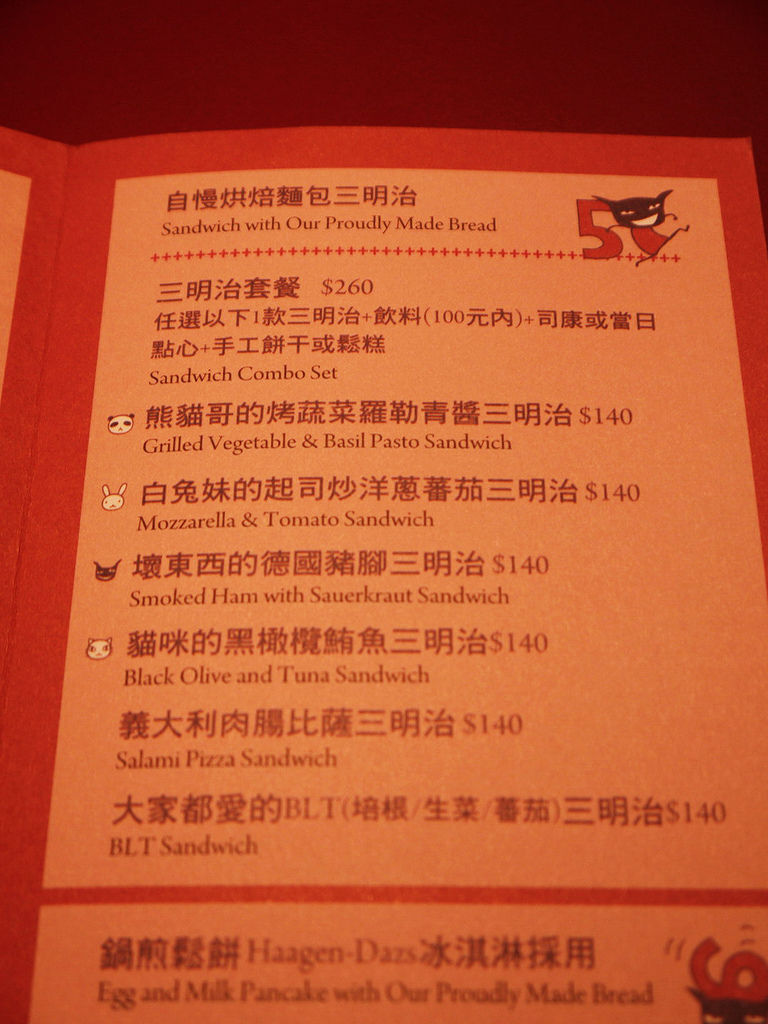 自慢烘焙麵包三明治
Sandwich with Our Proudly Made Bread
5
三明治套餐 $260
任選以下1款三明治+飲料(100元內)+司康或當日
點心+手工餅干或鬆糕
Sandwich Combo Set
熊貓哥的烤蔬菜羅勒青醬三明治 $140
Grilled Vegetable & Basil Pasto Sandwich
白兔妹的起司炒洋蔥蕃茄三明治 $140
Mozzarella & Tomato Sandwich
壞東西的德國豬腳三明治 $140
Smoked Ham with Sauerkraut Sandwich
貓咪的黑橄欖鮪魚三明治$140
Black Olive and Tuna Sandwich
義大利肉腸比薩三明治 $140
Salami Pizza Sandwich
大家都愛的BLT(培根/生菜/蕃茄)三明治$140
BLT Sandwich
鍋煎鬆餅Haagen-Dazs冰淇淋採用
Egg and Milk Pancake with Our Proudly Made Bread
6